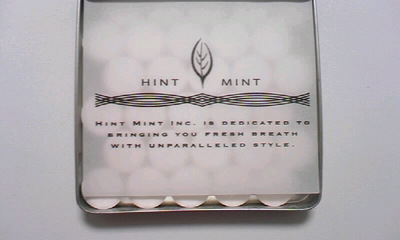 HINT MINT
HINT MINT INC. IS DEDICATED TO
BRINGING YOU FRESH BREATH
WITH UNPARALLELED STYLE.